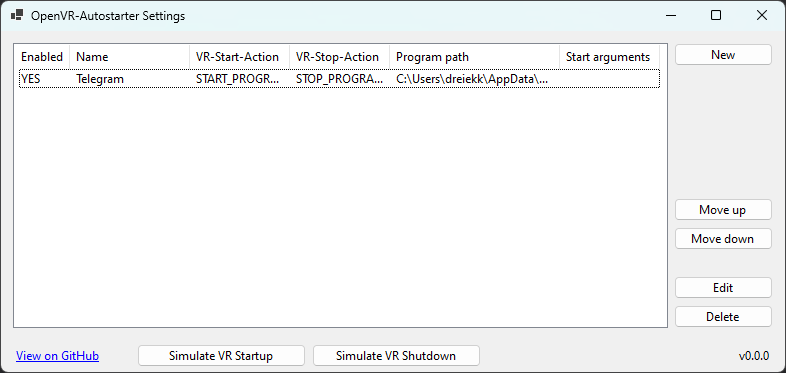 OpenVR-Autostarter Settings
Enabled Name VR-Start-Action VR-Stop-Action Program path Start arguments
YES Telegram START_PROGR... STOP_PROGRA... C:\Users\dreiekk\AppData\...
New
Move up
Move down
Edit
Delete
View on GitHub Simulate VR Startup Simulate VR Shutdown v0.0.0